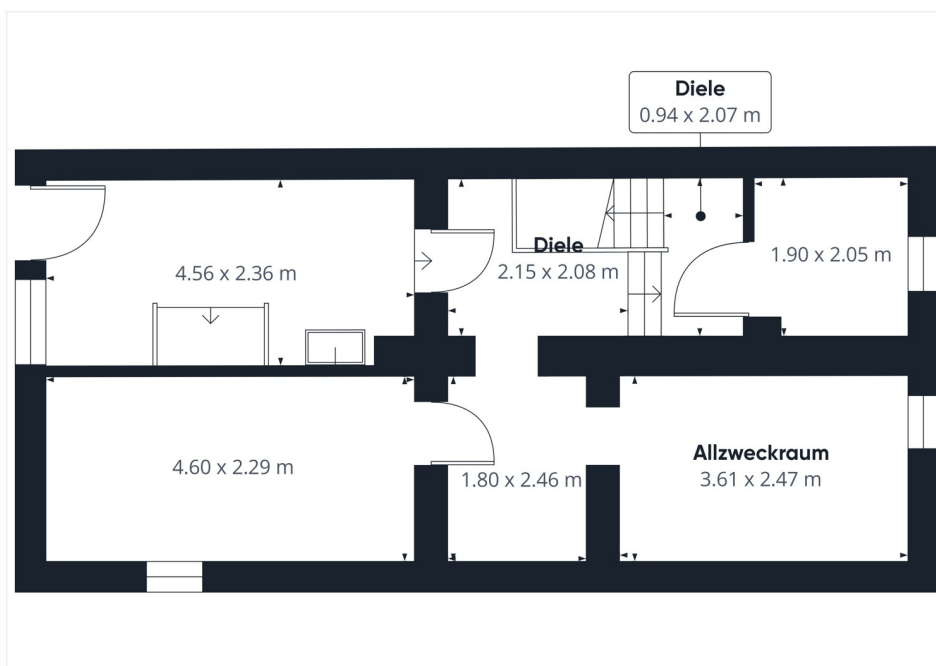 Diele
0.94 x 2.07 m
4.56 x 2.36 m
Diele
2.15 x 2.08 m
1.90 x 2.05 m
4.60 x 2.29 m
1.80 x 2.46 m
Allzweckraum
3.61 x 2.47 m